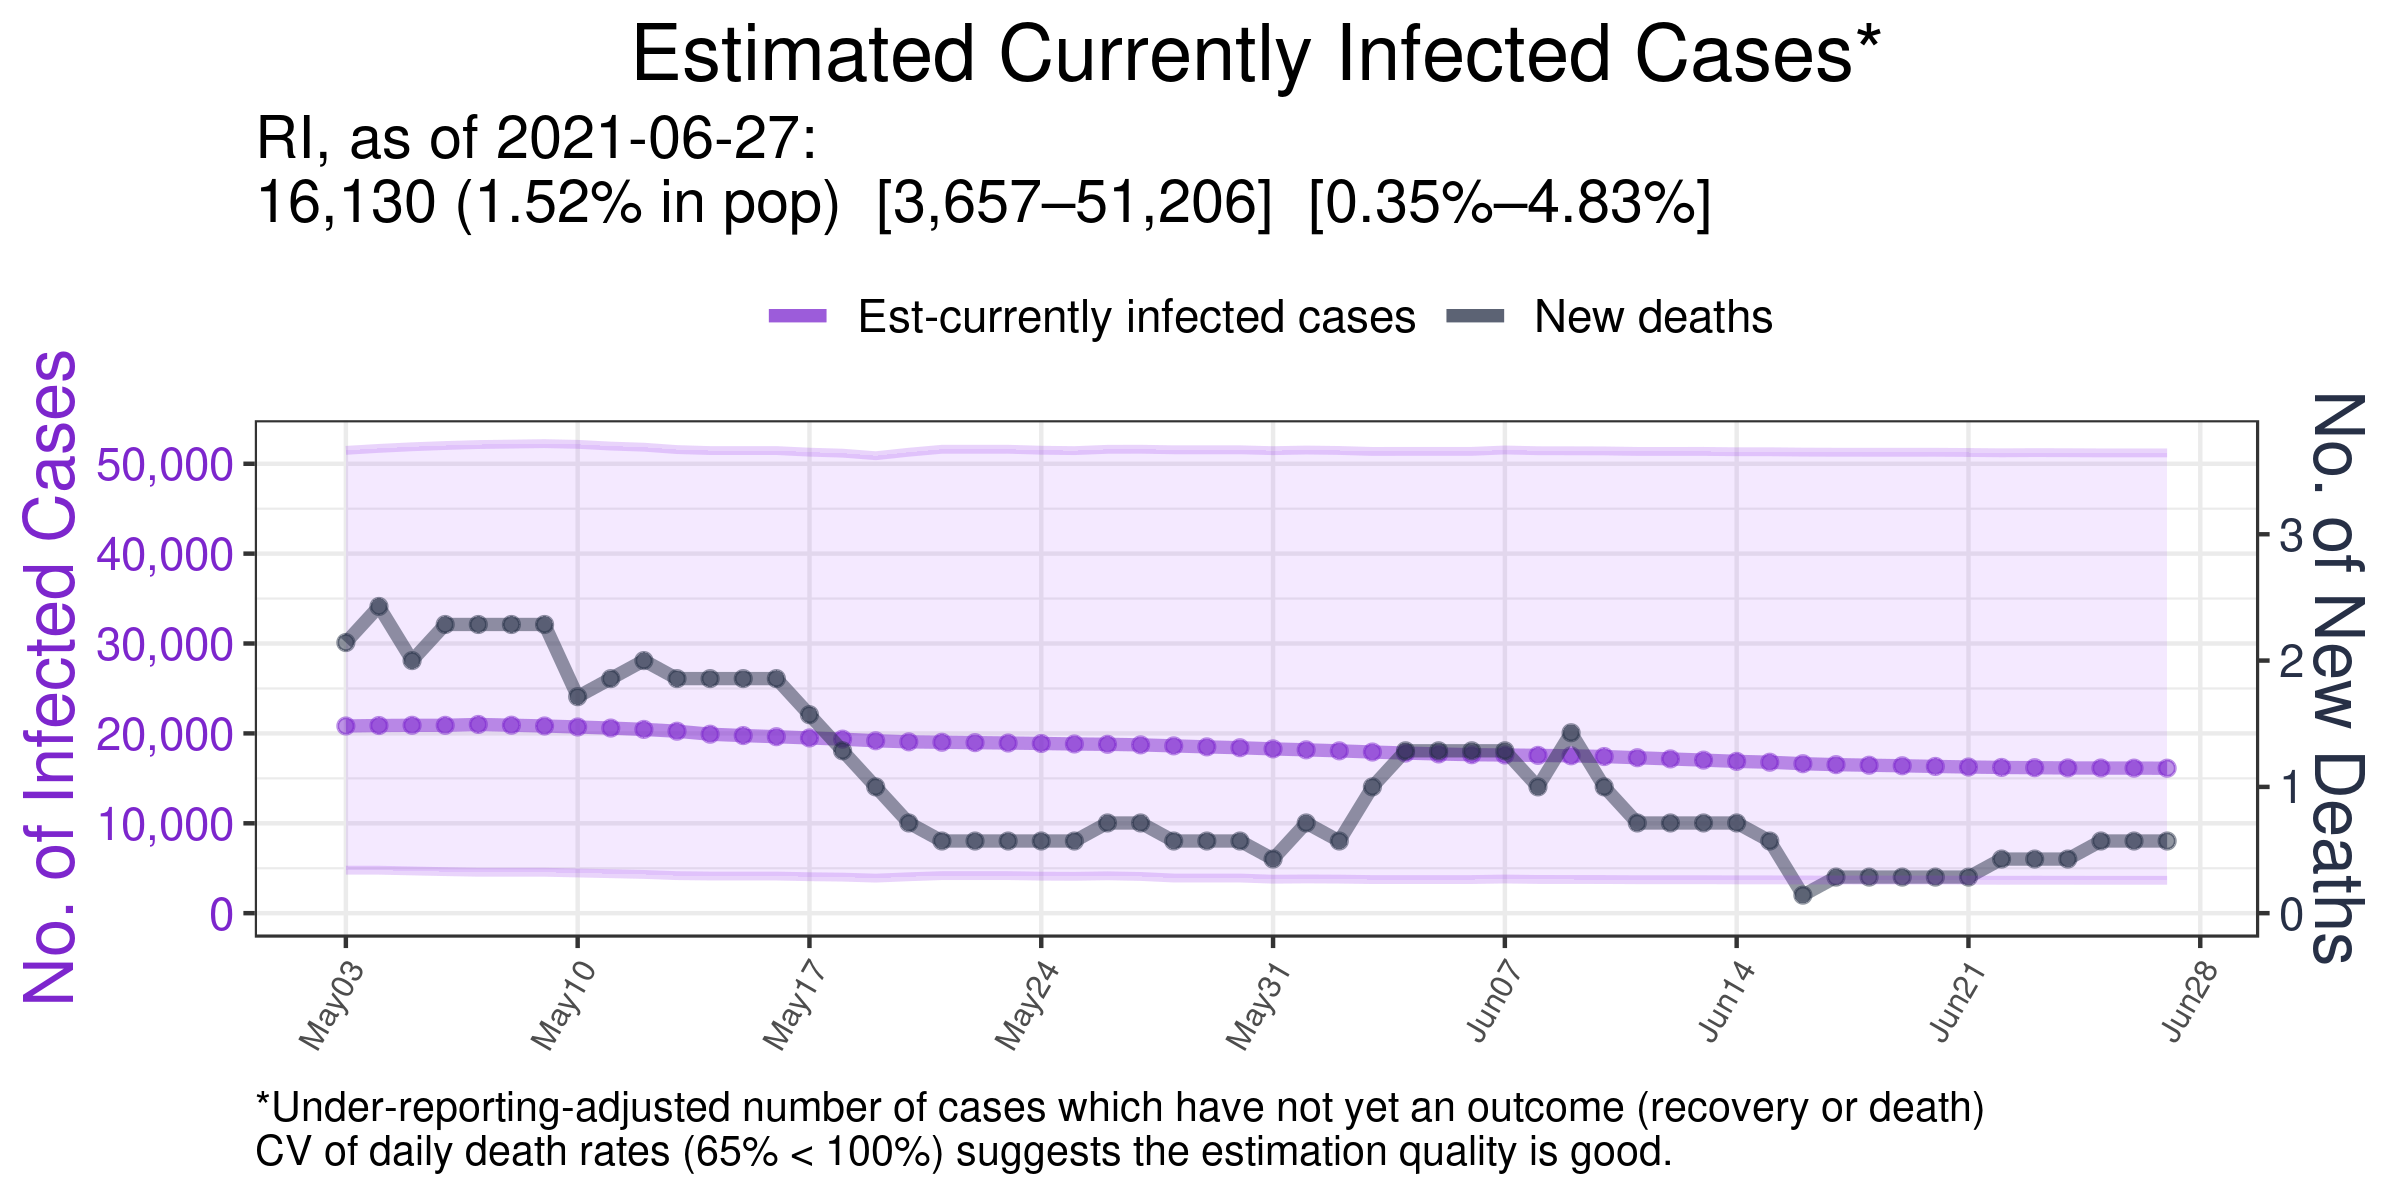 Estimated Currently Infected Cases*
RI, as of 2021-06-27:
16,130 (1.52% in pop)  [3,657–51,206]  [0.35%–4.83%]
Est-currently infected cases
New deaths
No. of Infected Cases
50,000
40,000
30,000
20,000
10,000
0
3
2
1
0
No. of New Deaths
May03
May10
May17
May24
May31
Jun07
Jun14
Jun21
Jun28
*Under-reporting-adjusted number of cases which have not yet an outcome (recovery or death)
CV of daily death rates (65% < 100%) suggests the estimation quality is good.